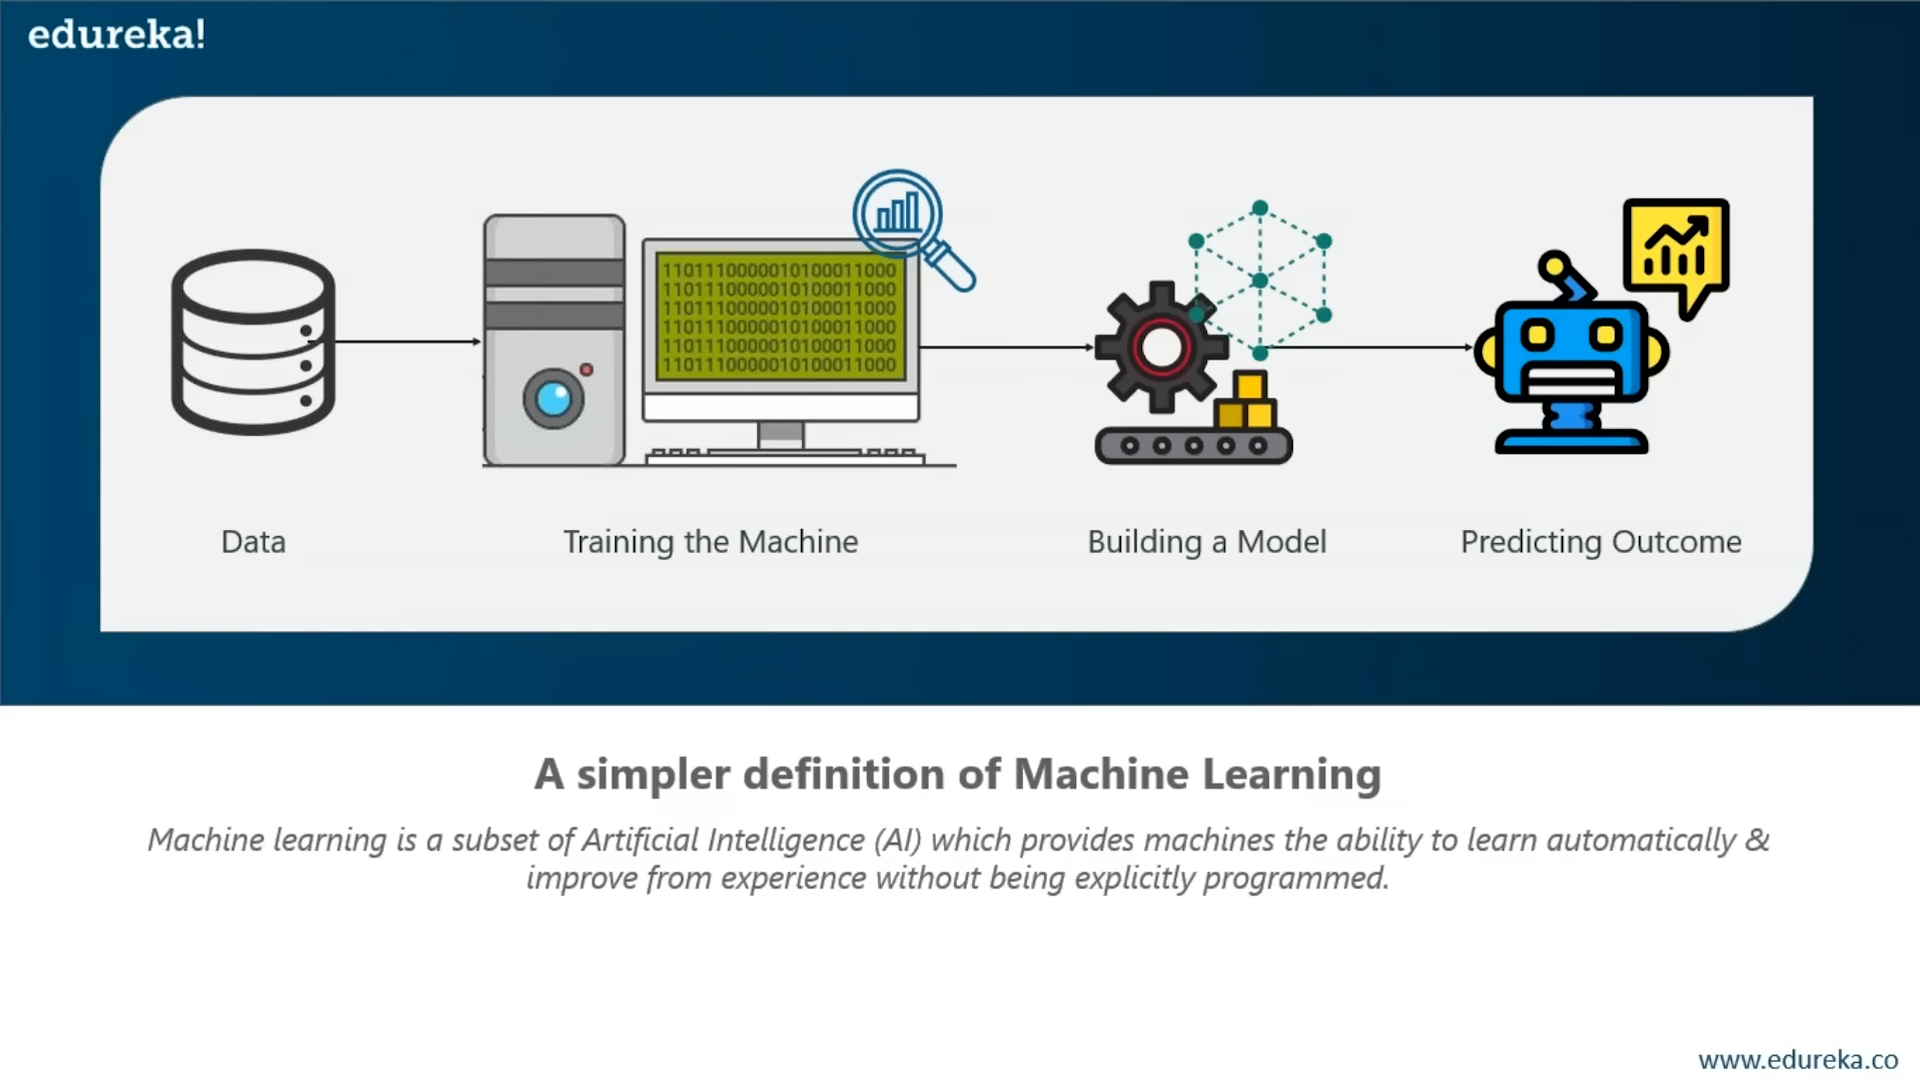 edureka!
1101110000010100011000
1101110000010100011000
1101110000010100011000
1101110000010100011000
1101110000010100011000
1101110000010100011000
Data
Training the Machine
Building a Model
Predicting Outcome
A simpler definition of Machine Learning
Machine learning is a subset of Artificial Intelligence (AI) which provides machines the ability to learn automatically &
improve from experience without being explicitly programmed.
www.edureka.co